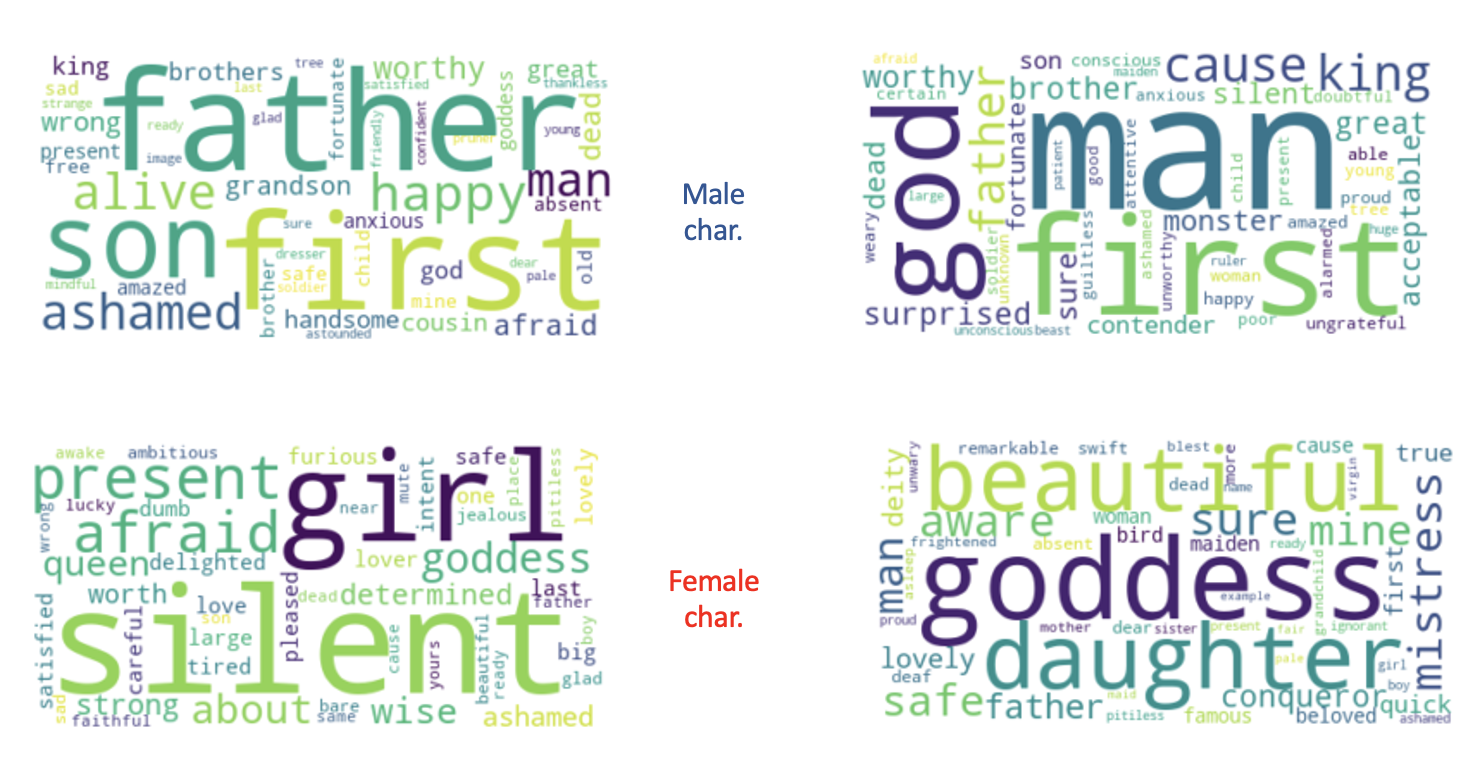 king
brothers
tree
fortunate
worthy
great
sad
last
satisfied
thankless
strange
father
goddess
wrong
ready
glad
friendly
confident
pruner
young
dead
present
image
free
alive
grandson
happy
man
absent
son
first
sure
anxious
dresser
child
god
dear
pale
old
mindful
amazed
safe
soldier
mine
ashamed
brother
handsome
cousin
afraid
astounded
afraid
son
conscious
maiden
cause
king
worthy
certain
brother
anxious
silent
doubtful
god
father
fortunate
man
great
dead
large
patient
good
attentive
child
present
able
young
acceptable
proud
tree
weary
monster
amazed
huge
first
soldier
unknown
sure
guiltless
ashamed
unworthy
ruler
woman
alarmed
happy
surprised
contender
poor
ungrateful
unconscious
beast
Male
char.
awake
ambitious
furious
girl
safe
present
mute
intent
one
place
pitiless
lovely
lucky
dumb
near
jealous
wrong
afraid
queen
delighted
lover
goddess
worth
pleased
dead
determined
last
father
silent
love
son
satisfied
careful
large
tired
cause
yours
beautiful
ready
boy
big
glad
sad
strong
faithful
about
bare
same
wise
ashamed
Female
char.
remarkable
swift
blest
more
cause
true
unwary
beautiful
dead
name
virgin
deity
aware
woman
sure
mine
mistress
frightened
absent
bird
maiden
ready
man
asleep
goddess
example
grandchild
first
proud
mother
dear
sister
present
fair
ignorant
lovely
deaf
daughter
pale
girl
safe
father
maid
pitiless
famous
conqueror
boy
quick
beloved
ashamed